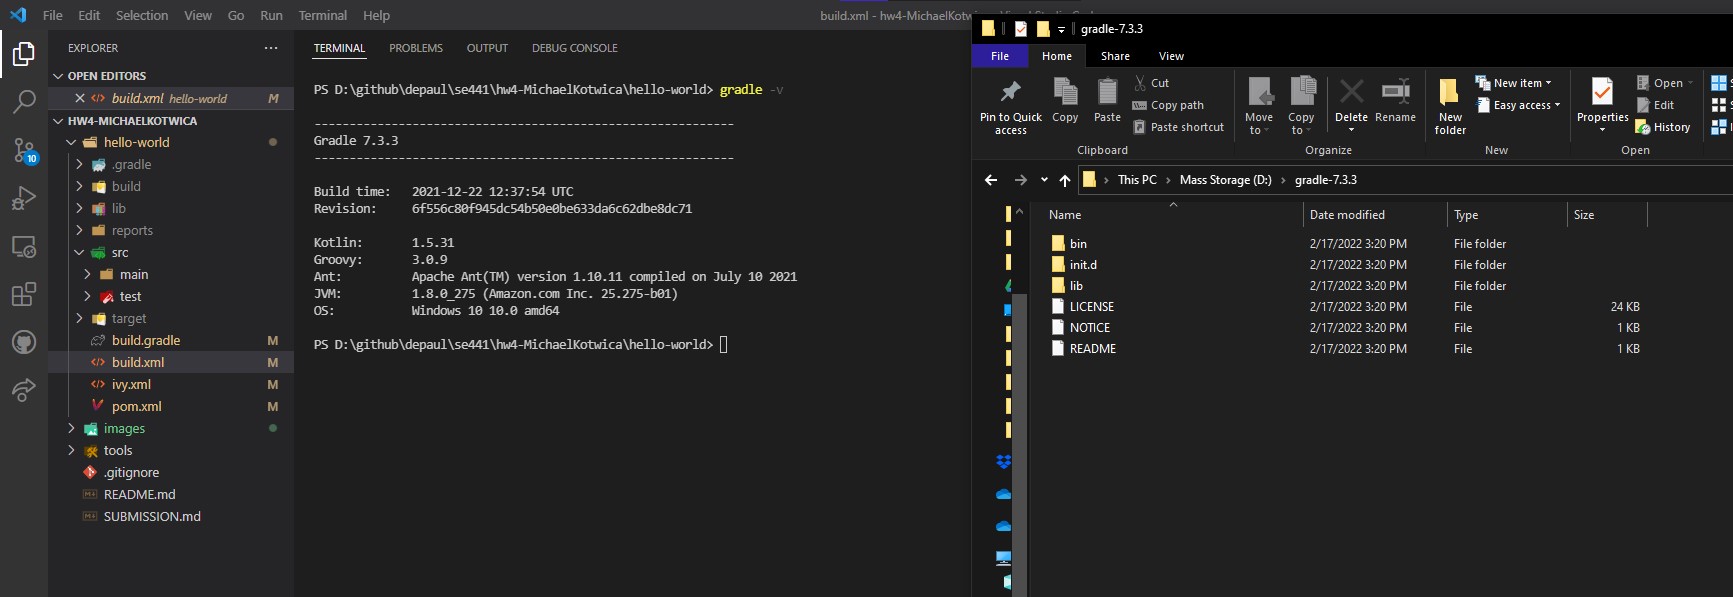 File Edit Selection View Go Run Terminal Help
build.xml - hw4-MichaelKotwi
EXPLORER
OPEN EDITORS
build.xml hello-world M
HW4-MICHAELKOTWICA
hello-world
.gradle
build
lib
reports
src
main
test
target
build.gradle M
build.xml M
ivy.xml M
pom.xml M
images
tools
.gitignore
README.md
SUBMISSION.md
10
TERMINAL PROBLEMS OUTPUT DEBUG CONSOLE
PS D:\github\depaul\se441\hw4-MichaelKotwica\hello-world> gradle -v
------------------------------------------------------------
Gradle 7.3.3
------------------------------------------------------------
Build time: 2021-12-22 12:37:54 UTC
Revision: 6f556c80f945dc54b50e0be633da6c62dbe8dc71
Kotlin: 1.5.31
Groovy: 3.0.9
Ant: Apache Ant(TM) version 1.10.11 compiled on July 10 2021
JVM: 1.8.0_275 (Amazon.com Inc. 25.275-b01)
OS: Windows 10 10.0 amd64
PS D:\github\depaul\se441\hw4-MichaelKotwica\hello-world>
gradle-7.3.3
File Home Share View
Pin to Quick access
Copy
Paste
Cut
Copy path
Paste shortcut
Clipboard
Move to
Copy to
Delete
Rename
Organize
New folder
New item
Easy access
New
Properties
Open
Edit
History
Open
This PC > Mass Storage (D:) > gradle-7.3.3
Name Date modified Type Size
bin 2/17/2022 3:20 PM File folder
init.d 2/17/2022 3:20 PM File folder
lib 2/17/2022 3:20 PM File folder
LICENSE 2/17/2022 3:20 PM File 24 KB
NOTICE 2/17/2022 3:20 PM File 1 KB
README 2/17/2022 3:20 PM File 1 KB